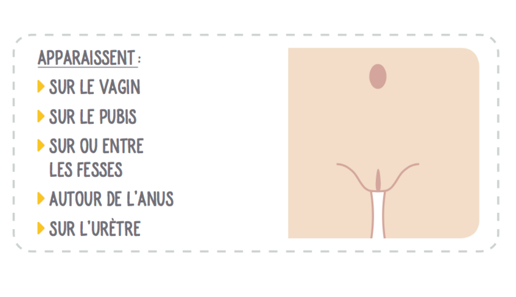 APPARAISSENT :
SUR LE VAGIN
SUR LE PUBIS
SUR OU ENTRE
LES FESSES
AUTOUR DE L'ANUS
SUR L'URÈTRE